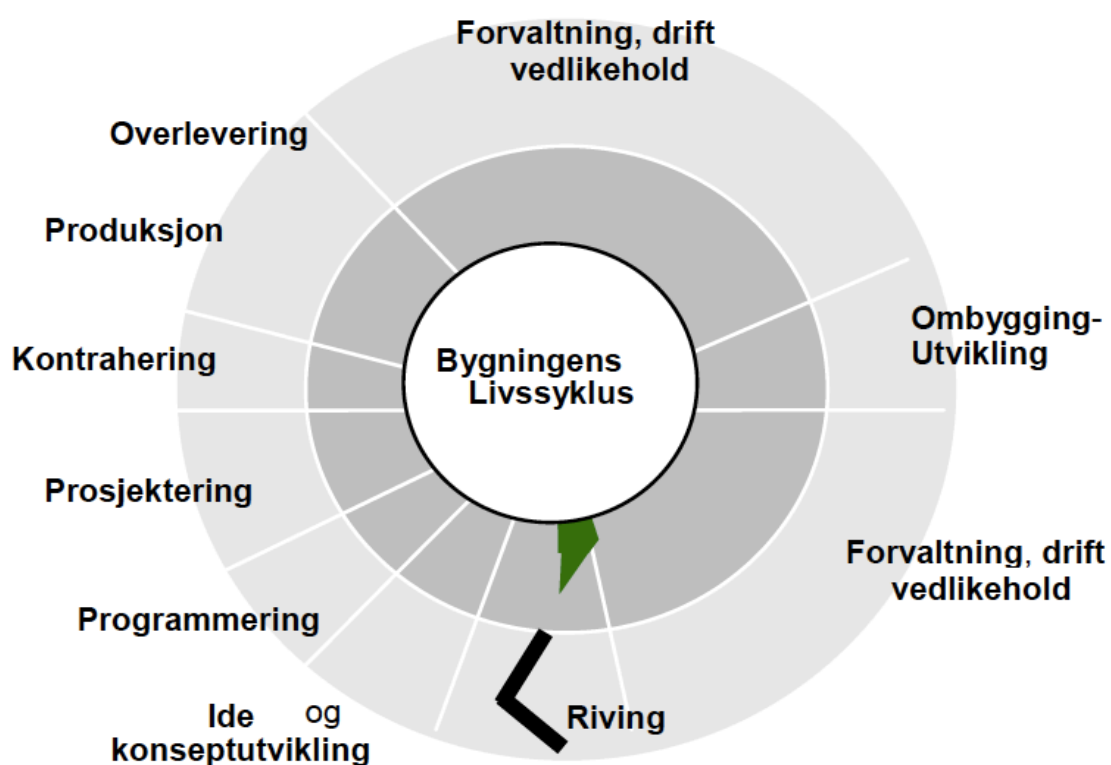 Forvaltning, drift
vedlikehold
Overlevering
Produksjon
Kontrahering
Prosjektering
Programmering
Ide og
konseptutvikling
Bygningens
Livssyklus
Ombygging-
Utvikling
Forvaltning, drift
vedlikehold
Riving